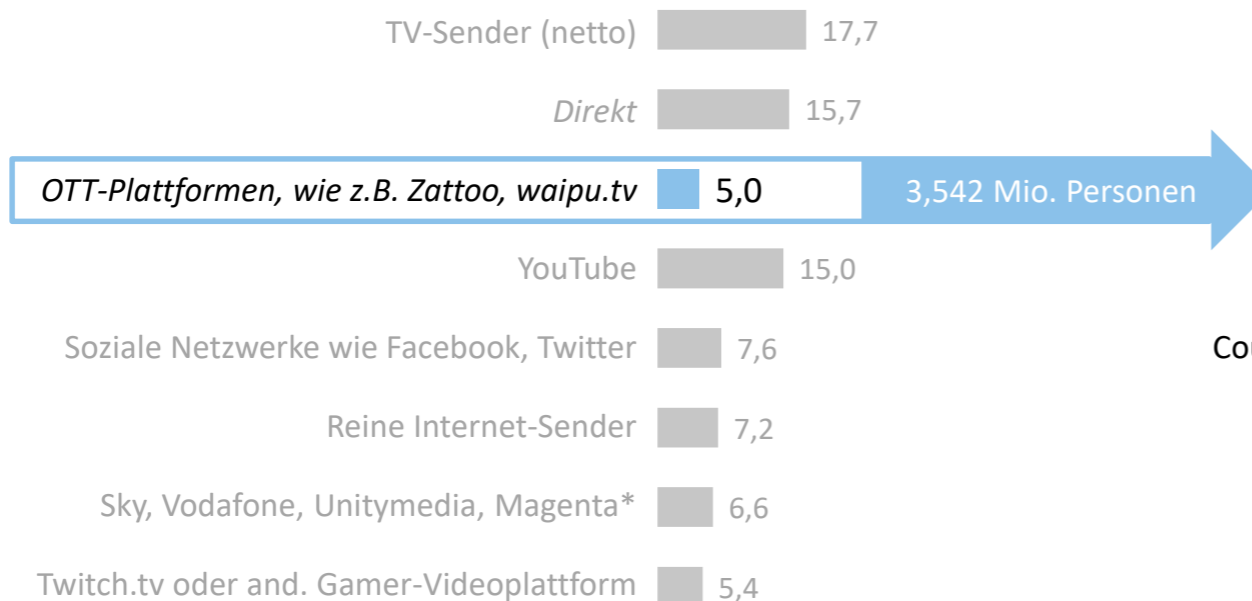 TV-Sender (netto) 17,7
Direkt 15,7
OTT-Plattformen, wie z.B. Zattoo, waipu.tv 5,0 3,542 Mio. Personen
YouTube 15,0
Soziale Netzwerke wie Facebook, Twitter 7,6
Reine Internet-Sender 7,2
Sky, Vodafone, Unitymedia, Magenta* 6,6
Twitch.tv oder and. Gamer-Videoplattform 5,4